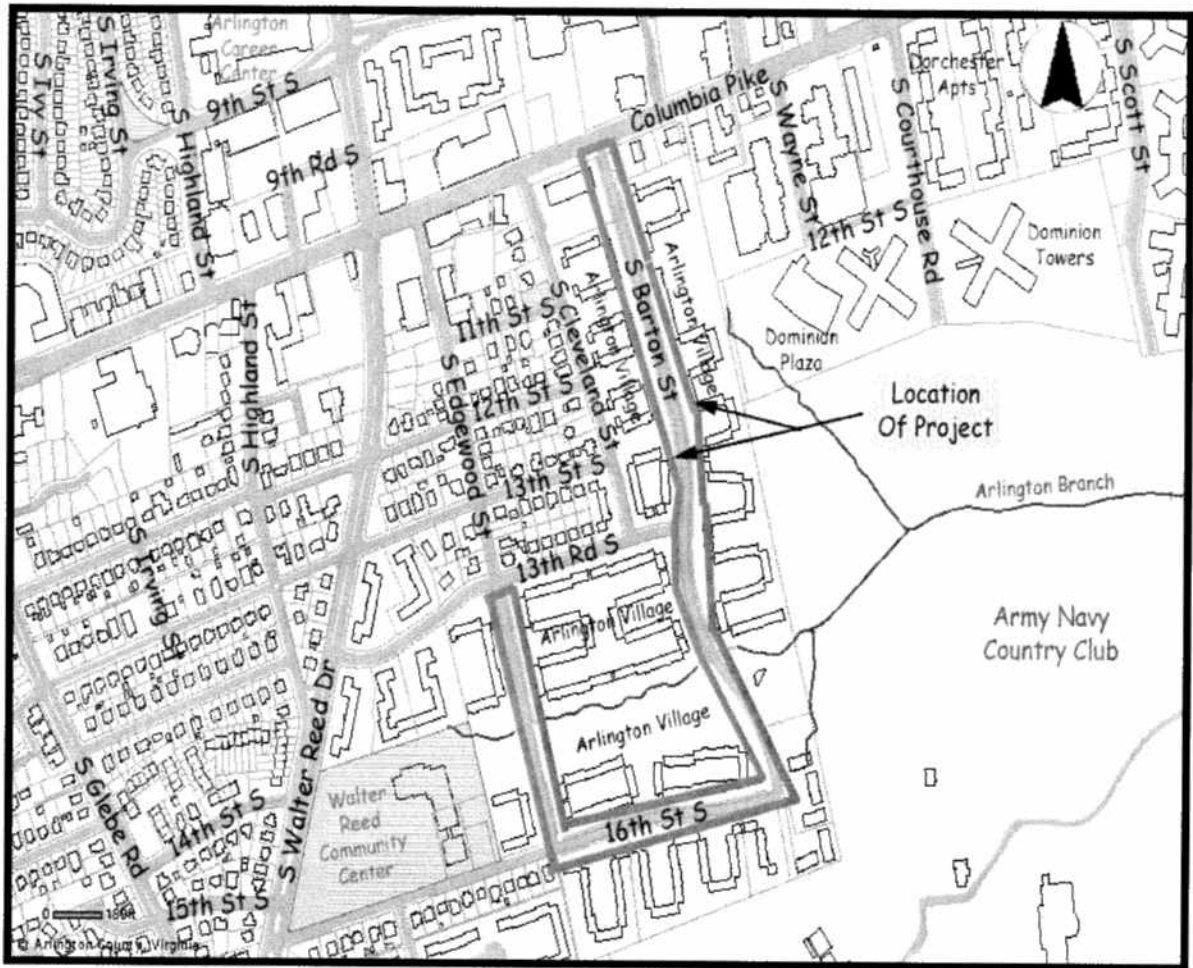 Arlington
Career
Center
S Irving St
S Ivy St
9th St S
S Highland St
9th Rd S
Columbia Pike
S Wayne St
S Courthouse Rd
Dorchester
Apts
S Scott St
12th St S
Dominion
Towers
Dominion
Plaza
S Barton St
Arlington Village
Arlington Village
S Cleveland St
11th St S
12th St S
S Edgewood St
13th St S
13th Rd S
S Highland St
S Irving St
Location
Of Project
Arlington Branch
Army Navy
Country Club
Arlington Village
Arlington Village
S Walter Reed Dr
S Glebe Rd
14th St S
15th St S
16th St S
Walter
Reed
Community
Center
0 180ft
© Arlington County, Virginia